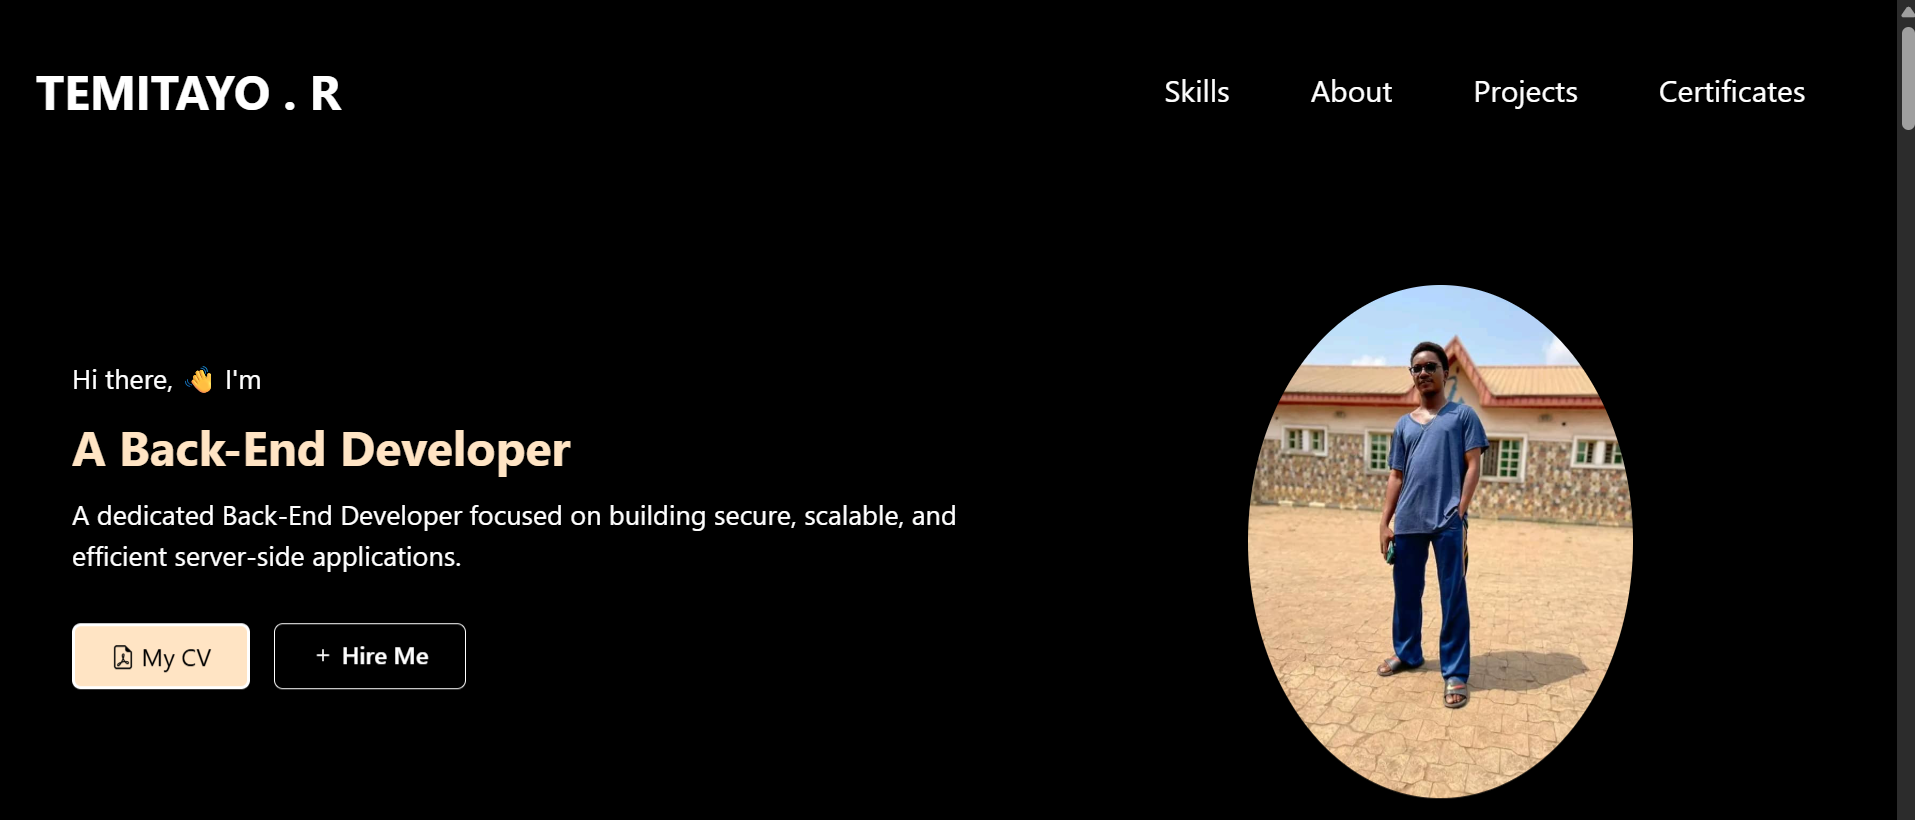 TEMITAYO . R
Skills About Projects Certificates
Hi there, 👋 I'm
A Back-End Developer
A dedicated Back-End Developer focused on building secure, scalable, and
efficient server-side applications.
My CV
+ Hire Me